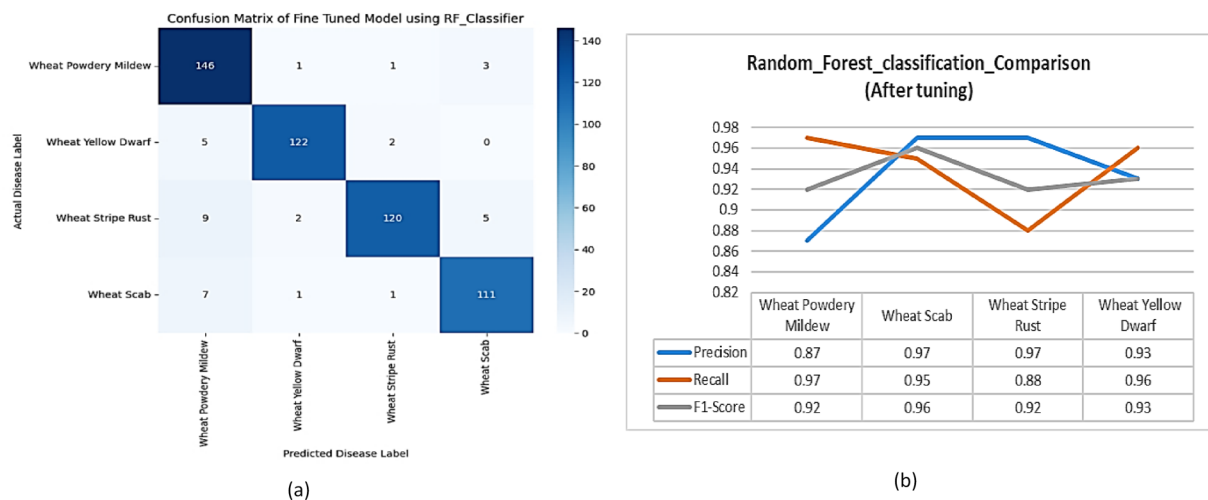 Confusion Matrix of Fine Tuned Model using RF_Classifier
Actual Disease Label
Wheat Powdery Mildew 146 1 1 3
Wheat Yellow Dwarf 5 122 2 0
Wheat Stripe Rust 9 2 120 5
Wheat Scab 7 1 1 111
Wheat Powdery Mildew
Wheat Yellow Dwarf
Wheat Stripe Rust
Wheat Scab
Predicted Disease Label
140
120
100
80
60
40
20
0
(a)
Random_Forest_classification_Comparison
(After tuning)
0.98
0.96
0.94
0.92
0.9
0.88
0.86
0.84
0.82
Wheat Powdery
Mildew
Wheat Scab
Wheat Stripe
Rust
Wheat Yellow
Dwarf
Precision 0.87 0.97 0.97 0.93
Recall 0.97 0.95 0.88 0.96
F1-Score 0.92 0.96 0.92 0.93
(b)